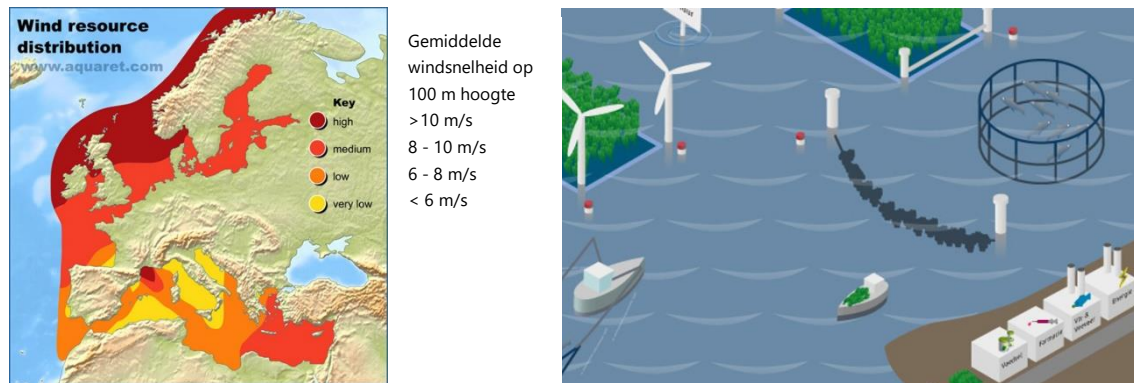 Wind resource
distribution
www.aquaret.com
Key
high
medium
low
very low
Gemiddelde
windsnelheid op
100 m hoogte
>10 m/s
8 - 10 m/s
6 - 8 m/s
< 6 m/s
Voedsel
Farmacie
Vis &
Veevoer
Energie